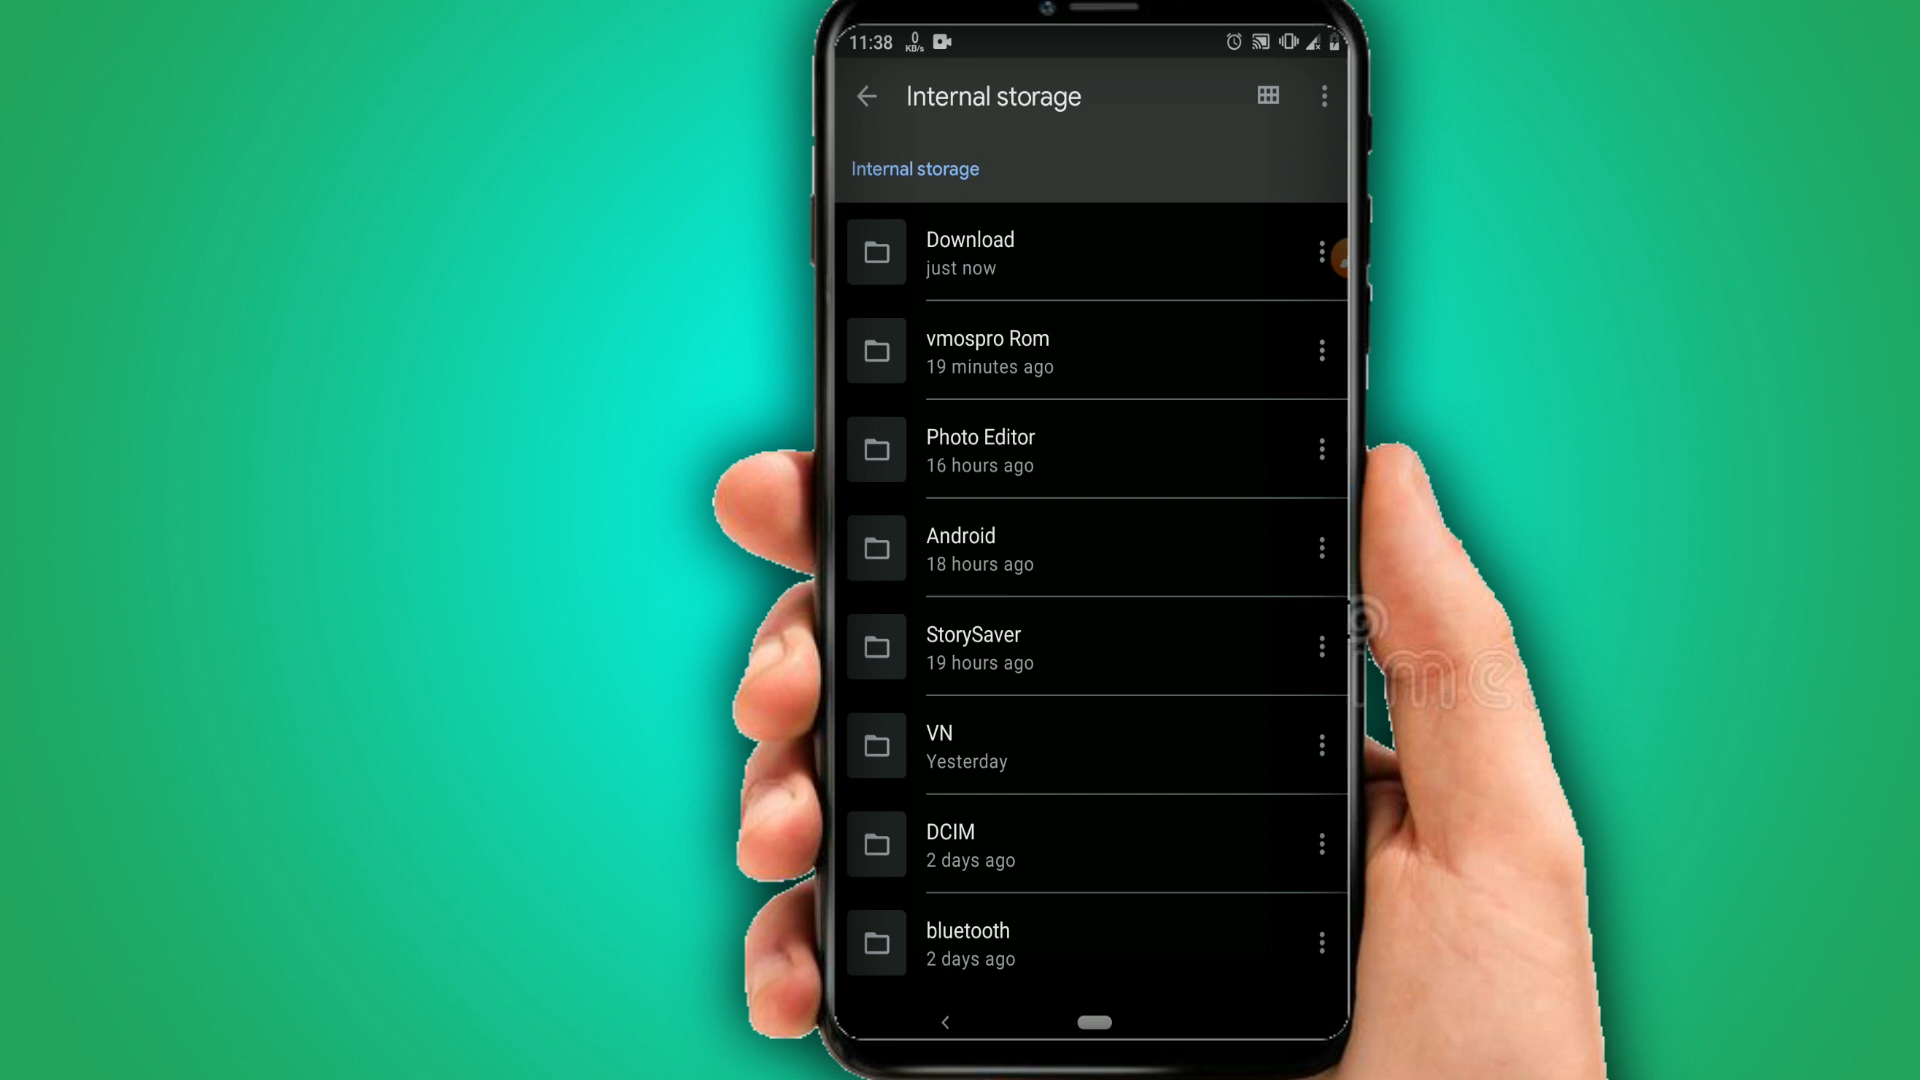 11:38
0
KB/s
Internal storage
Internal storage
Download
just now
vmospro Rom
19 minutes ago
Photo Editor
16 hours ago
Android
18 hours ago
StorySaver
19 hours ago
VN
Yesterday
DCIM
2 days ago
bluetooth
2 days ago